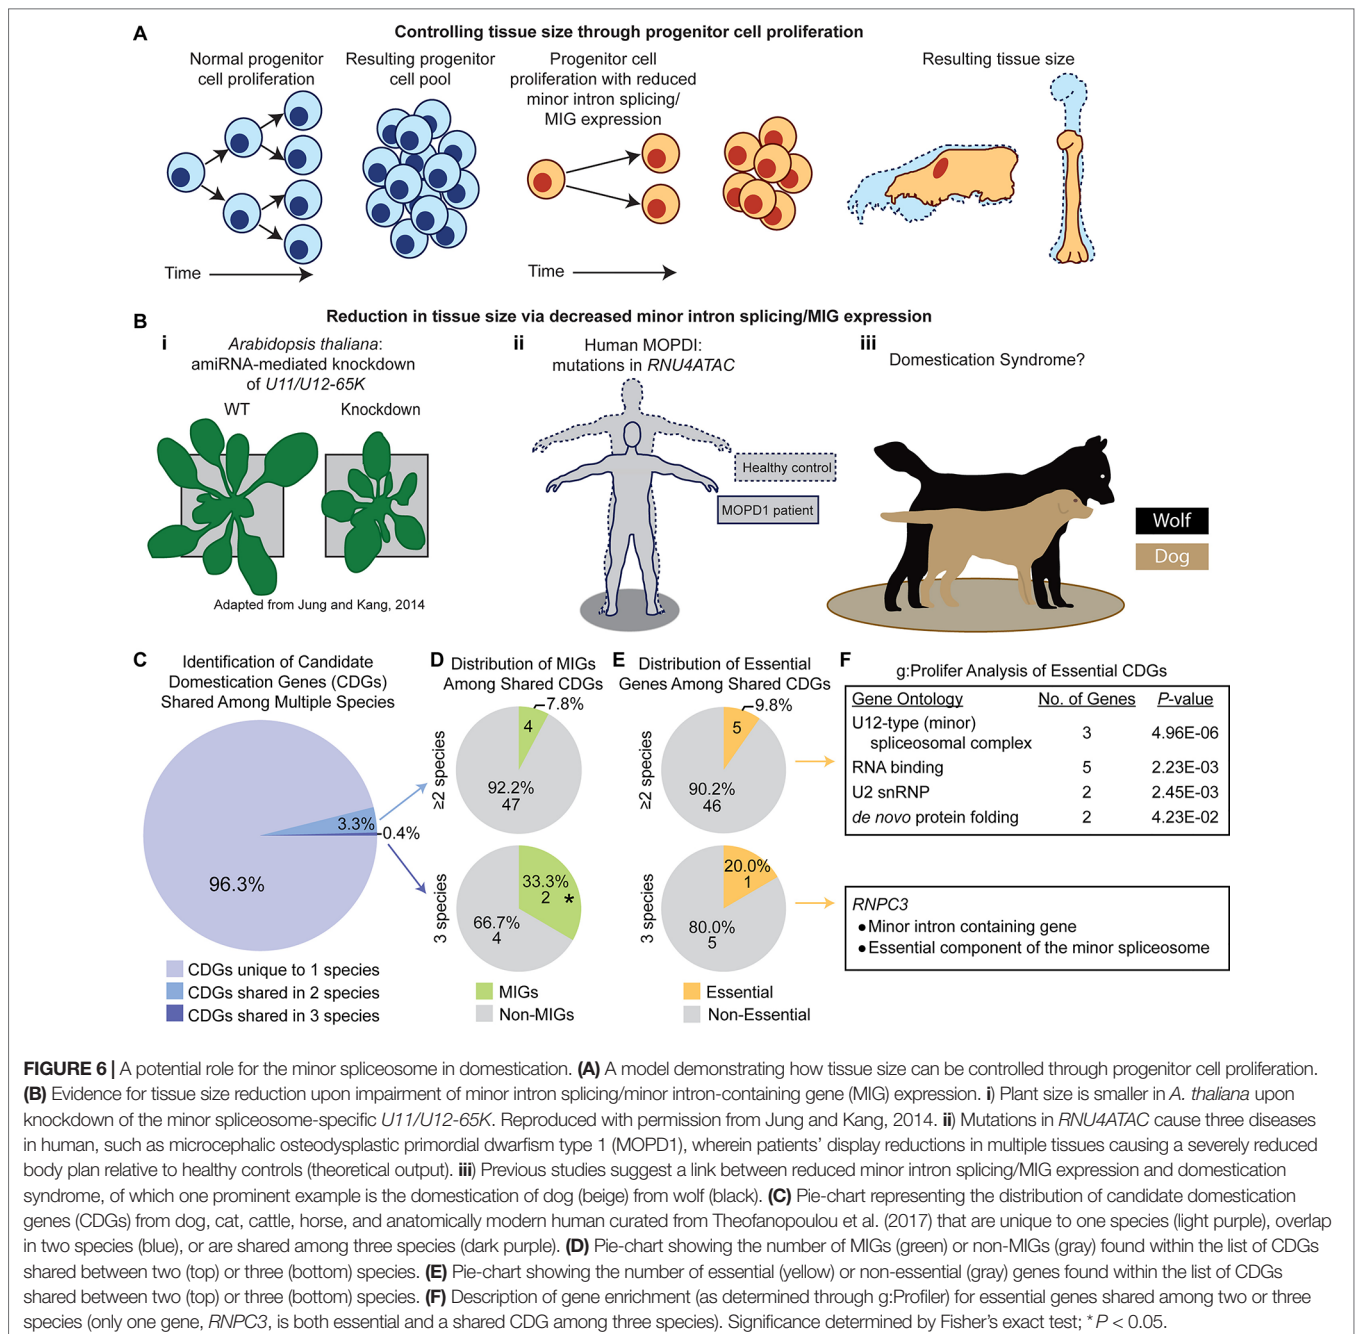 A
Controlling tissue size through progenitor cell proliferation
Normal progenitor
cell proliferation
Resulting progenitor
cell pool
Progenitor cell
proliferation with reduced
minor intron splicing/
MIG expression
Resulting tissue size
Time
Time
B
Reduction in tissue size via decreased minor intron splicing/MIG expression
i
Arabidopsis thaliana:
amiRNA-mediated knockdown
of U11/U12-65K
WT
Knockdown
Adapted from Jung and Kang, 2014
ii
Human MOPDI:
mutations in RNU4ATAC
Healthy control
MOPD1 patient
iii
Domestication Syndrome?
Wolf
Dog
C
Identification of Candidate
Domestication Genes (CDGs)
Shared Among Multiple Species
3.3%
0.4%
96.3%
CDGs unique to 1 species
CDGs shared in 2 species
CDGs shared in 3 species
D
Distribution of MIGs
Among Shared CDGs
≥2 species
7.8%
4
92.2%
47
3 species
33.3%
2 *
66.7%
4
MIGs
Non-MIGs
E
Distribution of Essential
Genes Among Shared CDGs
≥2 species
9.8%
5
90.2%
46
3 species
20.0%
1
80.0%
5
Essential
Non-Essential
F
g:Prolifer Analysis of Essential CDGs
Gene Ontology No. of Genes P-value
U12-type (minor)
spliceosomal complex 3 4.96E-06
RNA binding 5 2.23E-03
U2 snRNP 2 2.45E-03
de novo protein folding 2 4.23E-02
RNPC3
• Minor intron containing gene
• Essential component of the minor spliceosome
FIGURE 6 | A potential role for the minor spliceosome in domestication. (A) A model demonstrating how tissue size can be controlled through progenitor cell proliferation.
(B) Evidence for tissue size reduction upon impairment of minor intron splicing/minor intron-containing gene (MIG) expression. i) Plant size is smaller in A. thaliana upon
knockdown of the minor spliceosome-specific U11/U12-65K. Reproduced with permission from Jung and Kang, 2014. ii) Mutations in RNU4ATAC cause three diseases
in human, such as microcephalic osteodysplastic primordial dwarfism type 1 (MOPD1), wherein patients' display reductions in multiple tissues causing a severely reduced
body plan relative to healthy controls (theoretical output). iii) Previous studies suggest a link between reduced minor intron splicing/MIG expression and domestication
syndrome, of which one prominent example is the domestication of dog (beige) from wolf (black). (C) Pie-chart representing the distribution of candidate domestication
genes (CDGs) from dog, cat, cattle, horse, and anatomically modern human curated from Theofanopoulou et al. (2017) that are unique to one species (light purple), overlap
in two species (blue), or are shared among three species (dark purple). (D) Pie-chart showing the number of MIGs (green) or non-MIGs (gray) found within the list of CDGs
shared between two (top) or three (bottom) species. (E) Pie-chart showing the number of essential (yellow) or non-essential (gray) genes found within the list of CDGs
shared between two (top) or three (bottom) species. (F) Description of gene enrichment (as determined through g:Profiler) for essential genes shared among two or three
species (only one gene, RNPC3, is both essential and a shared CDG among three species). Significance determined by Fisher's exact test; *P < 0.05.